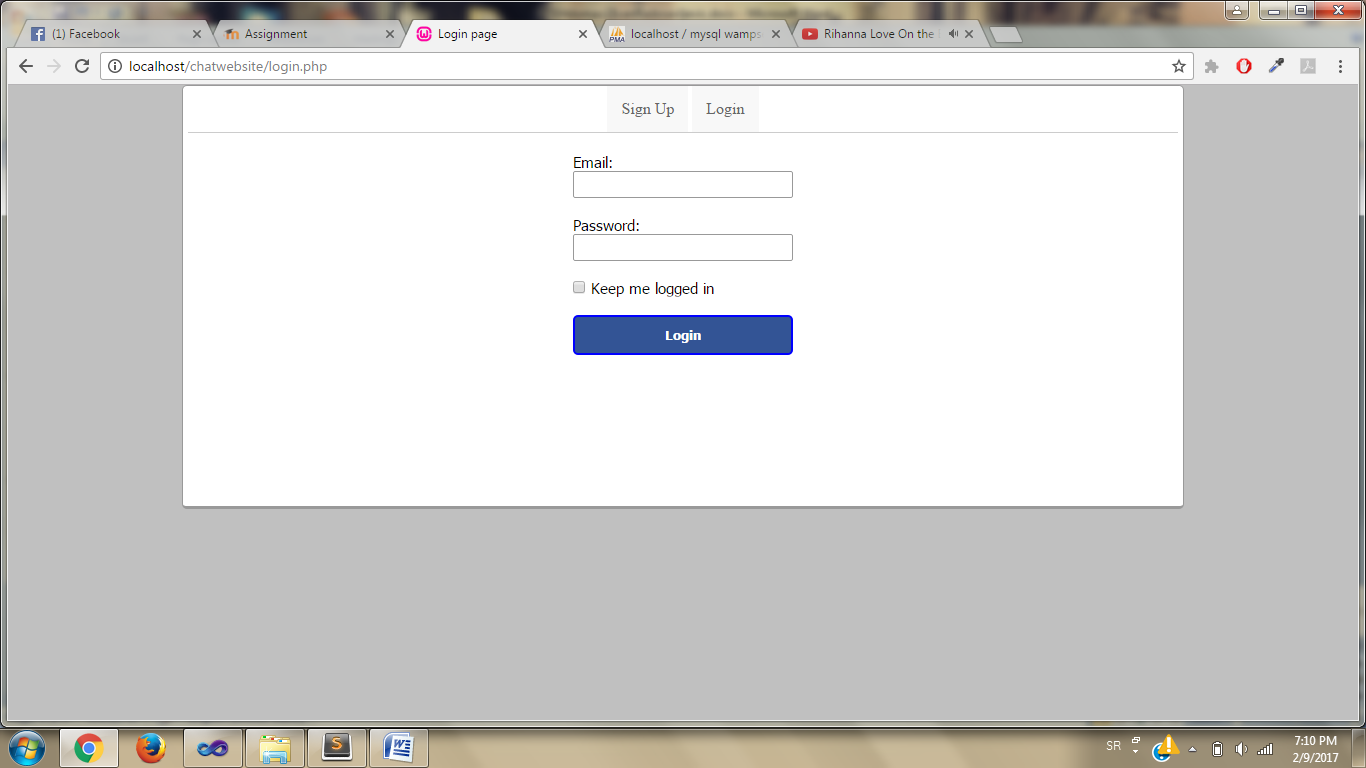 (1) Facebook
Assignment
Login page
localhost / mysql wamps
Rihanna Love On the
localhost/chatwebsite/login.php
Sign Up
Login
Email:
Password:
Keep me logged in
Login
PMA
S
W
SR
7:10 PM
2/9/2017